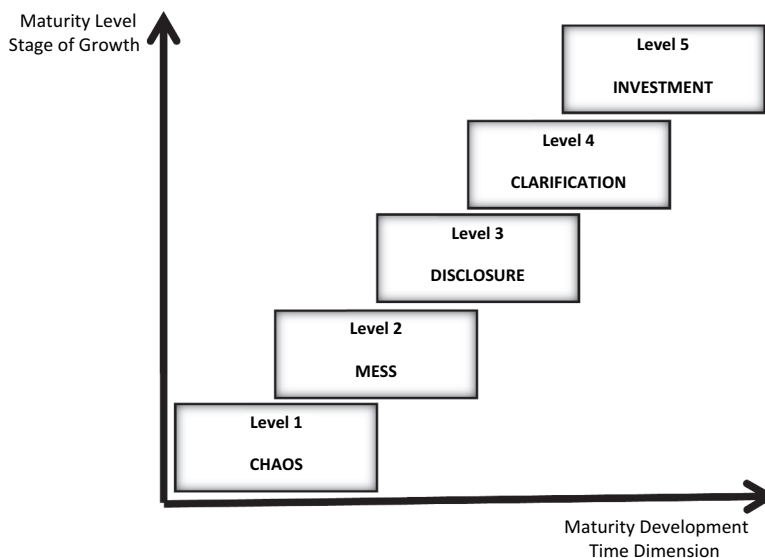 Maturity Level
Stage of Growth
Level 5
INVESTMENT
Level 4
CLARIFICATION
Level 3
DISCLOSURE
Level 2
MESS
Level 1
CHAOS
Maturity Development
Time Dimension